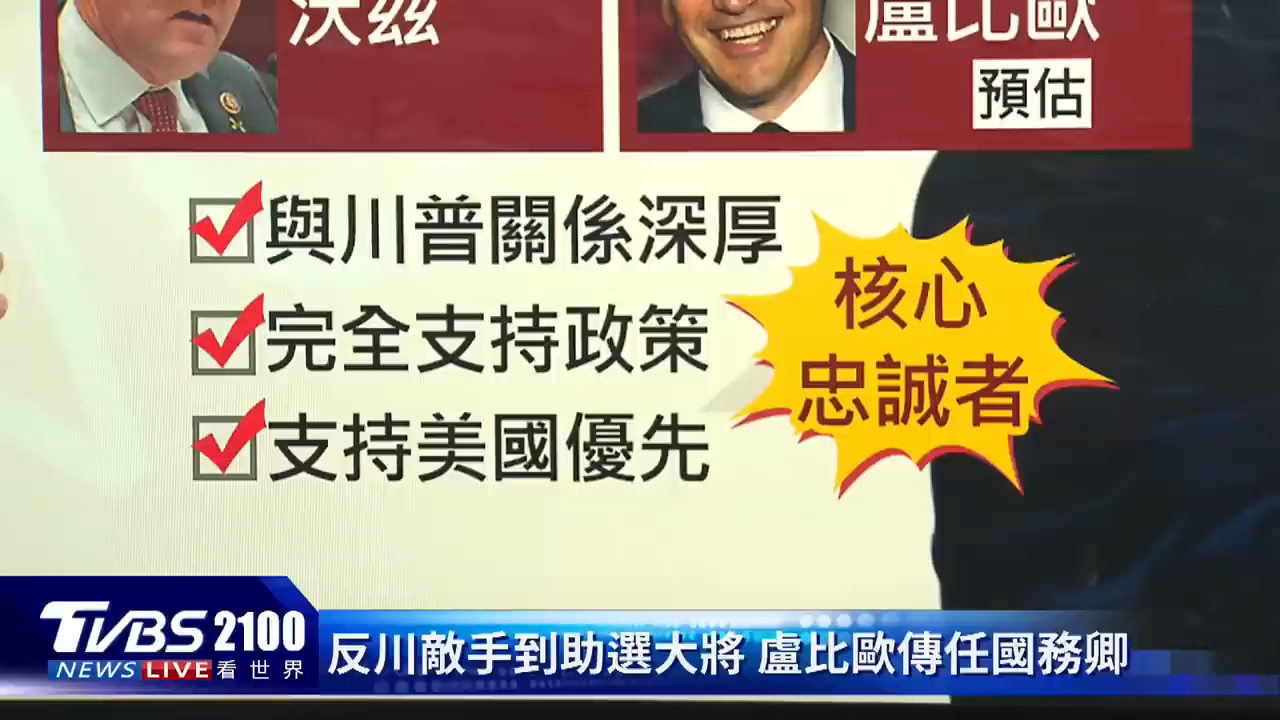 沃茲
盧比歐
預估
與川普關係深厚
完全支持政策
支持美國優先
核心
忠誠者
TVBS 2100
NEWS LIVE 看世界
反川敵手到助選大將 盧比歐傳任國務卿